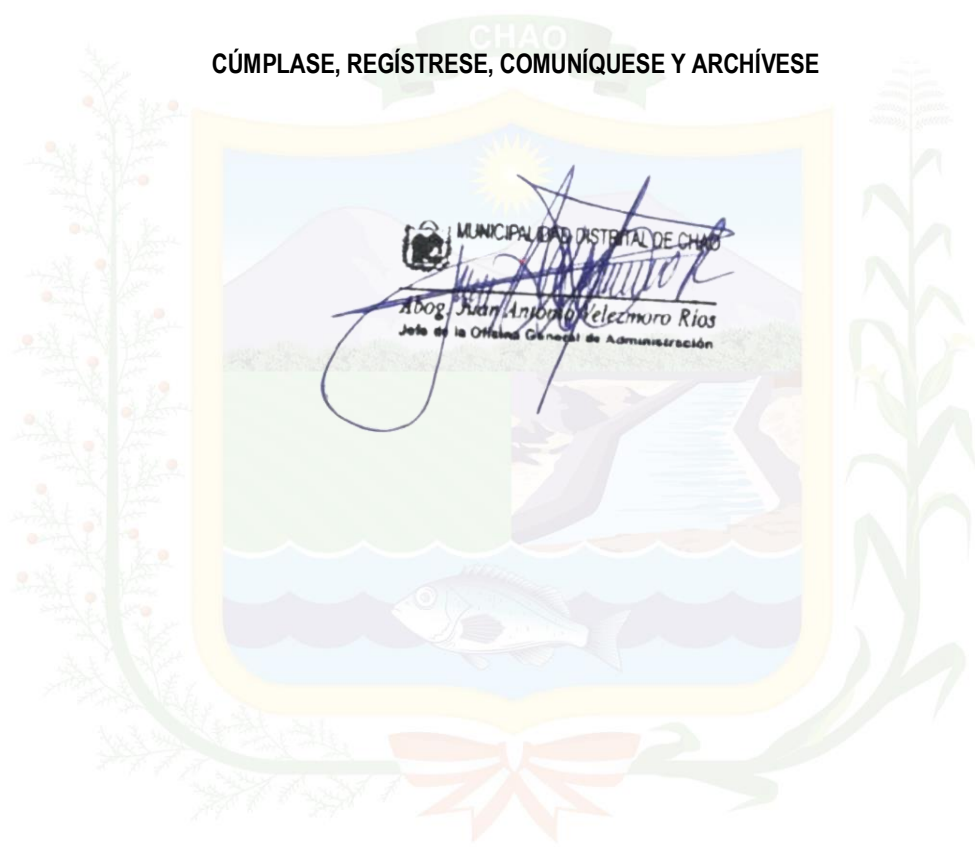 CHAO
CÚMPLASE, REGÍSTRESE, COMUNÍQUESE Y ARCHÍVESE
MUNICIPALIDAD DISTRITAL DE CHAO
Abog. Juan Antonio Velezmoro Ríos
Jefe de la Oficina General de Administración